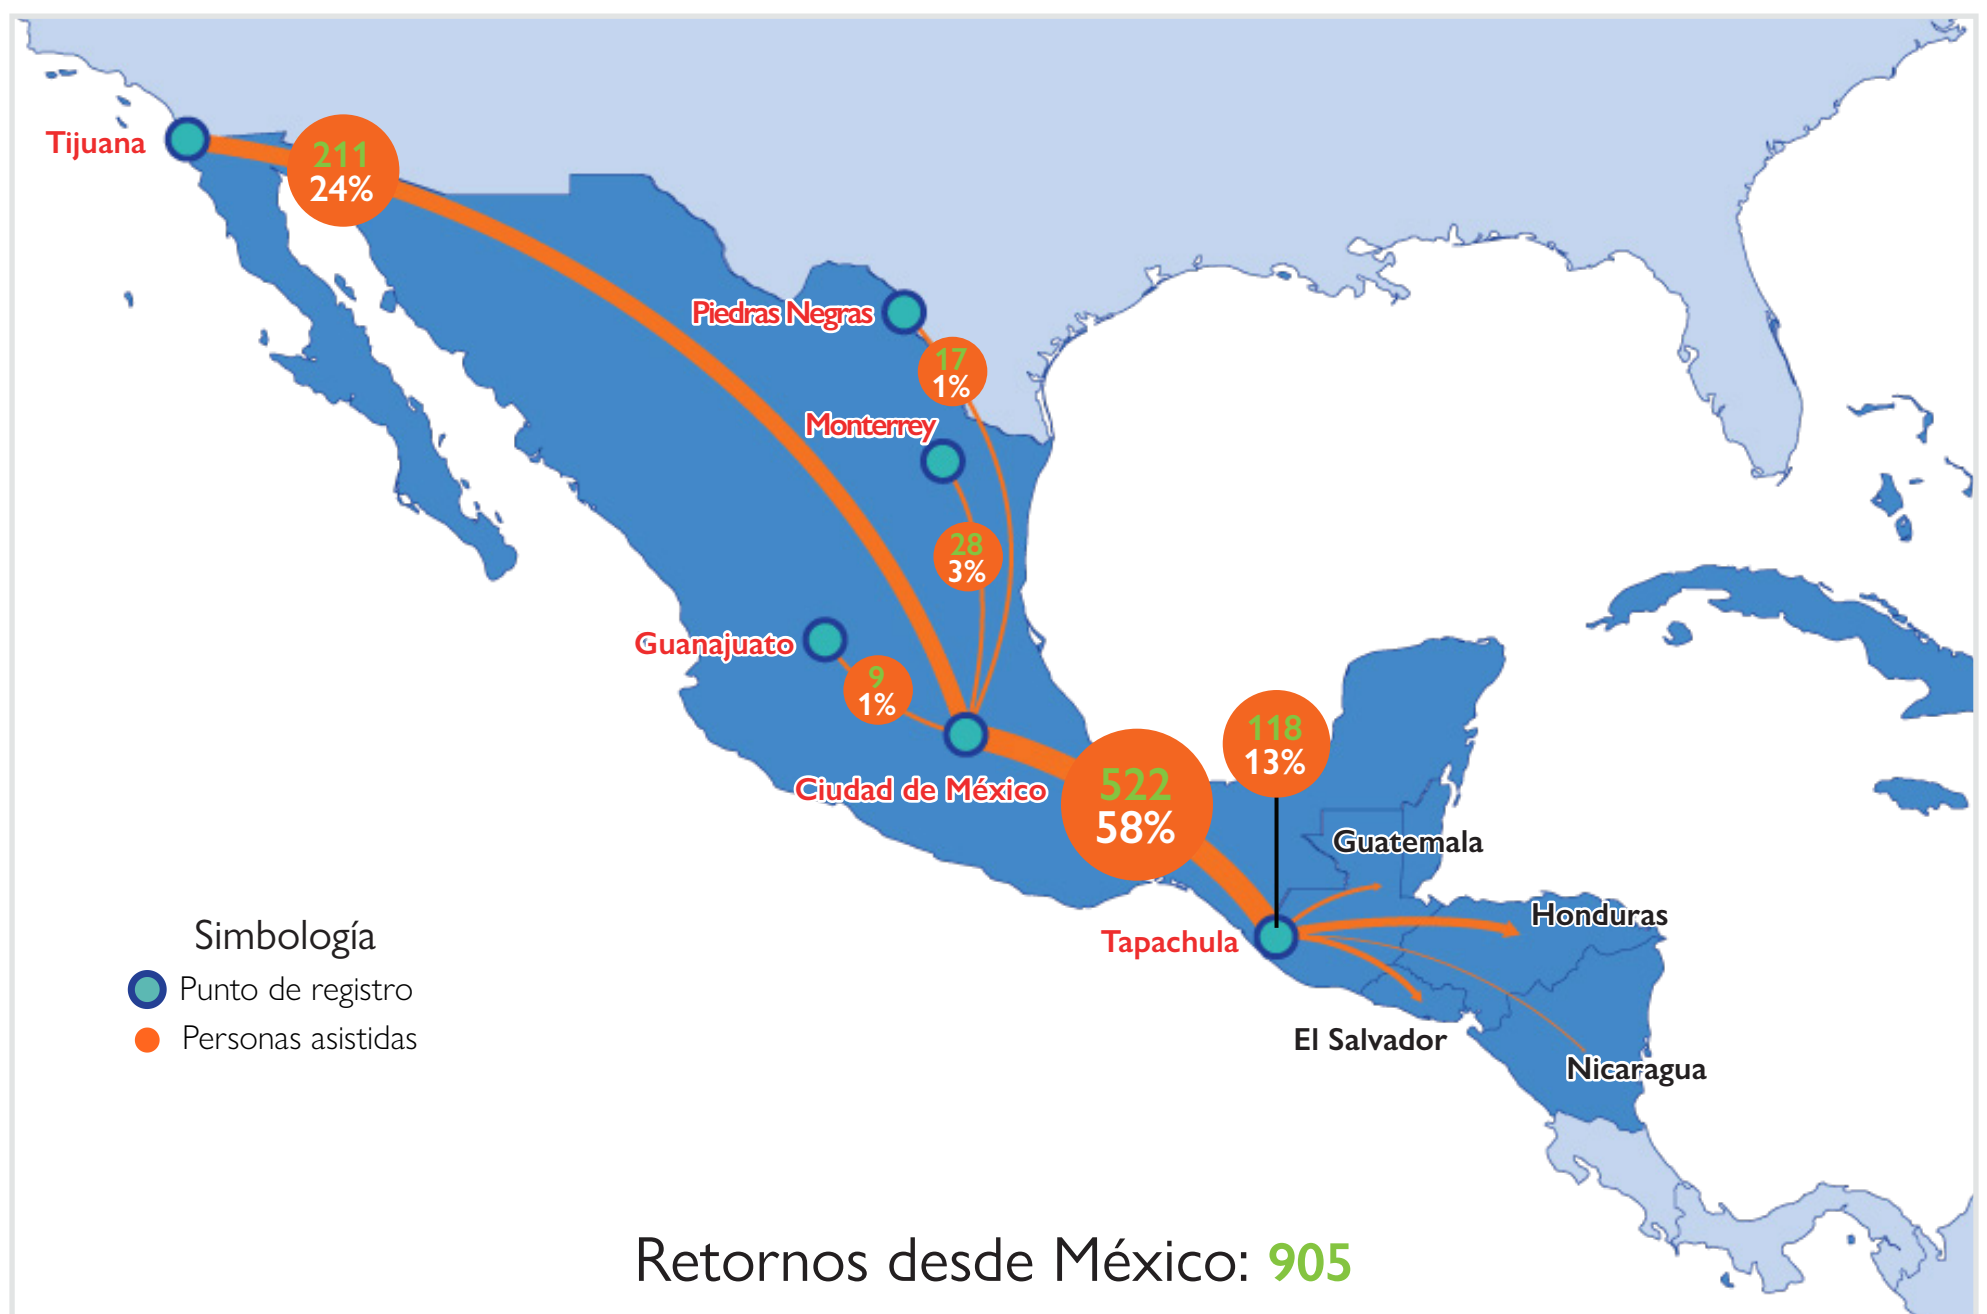 Tijuana
211
24%
Piedras Negras
17
1%
Monterrey
28
3%
Guanajuato
9
1%
Ciudad de México
522
58%
118
13%
Guatemala
Honduras
Tapachula
El Salvador
Nicaragua
Simbología
Punto de registro
Personas asistidas
Retornos desde México: 905